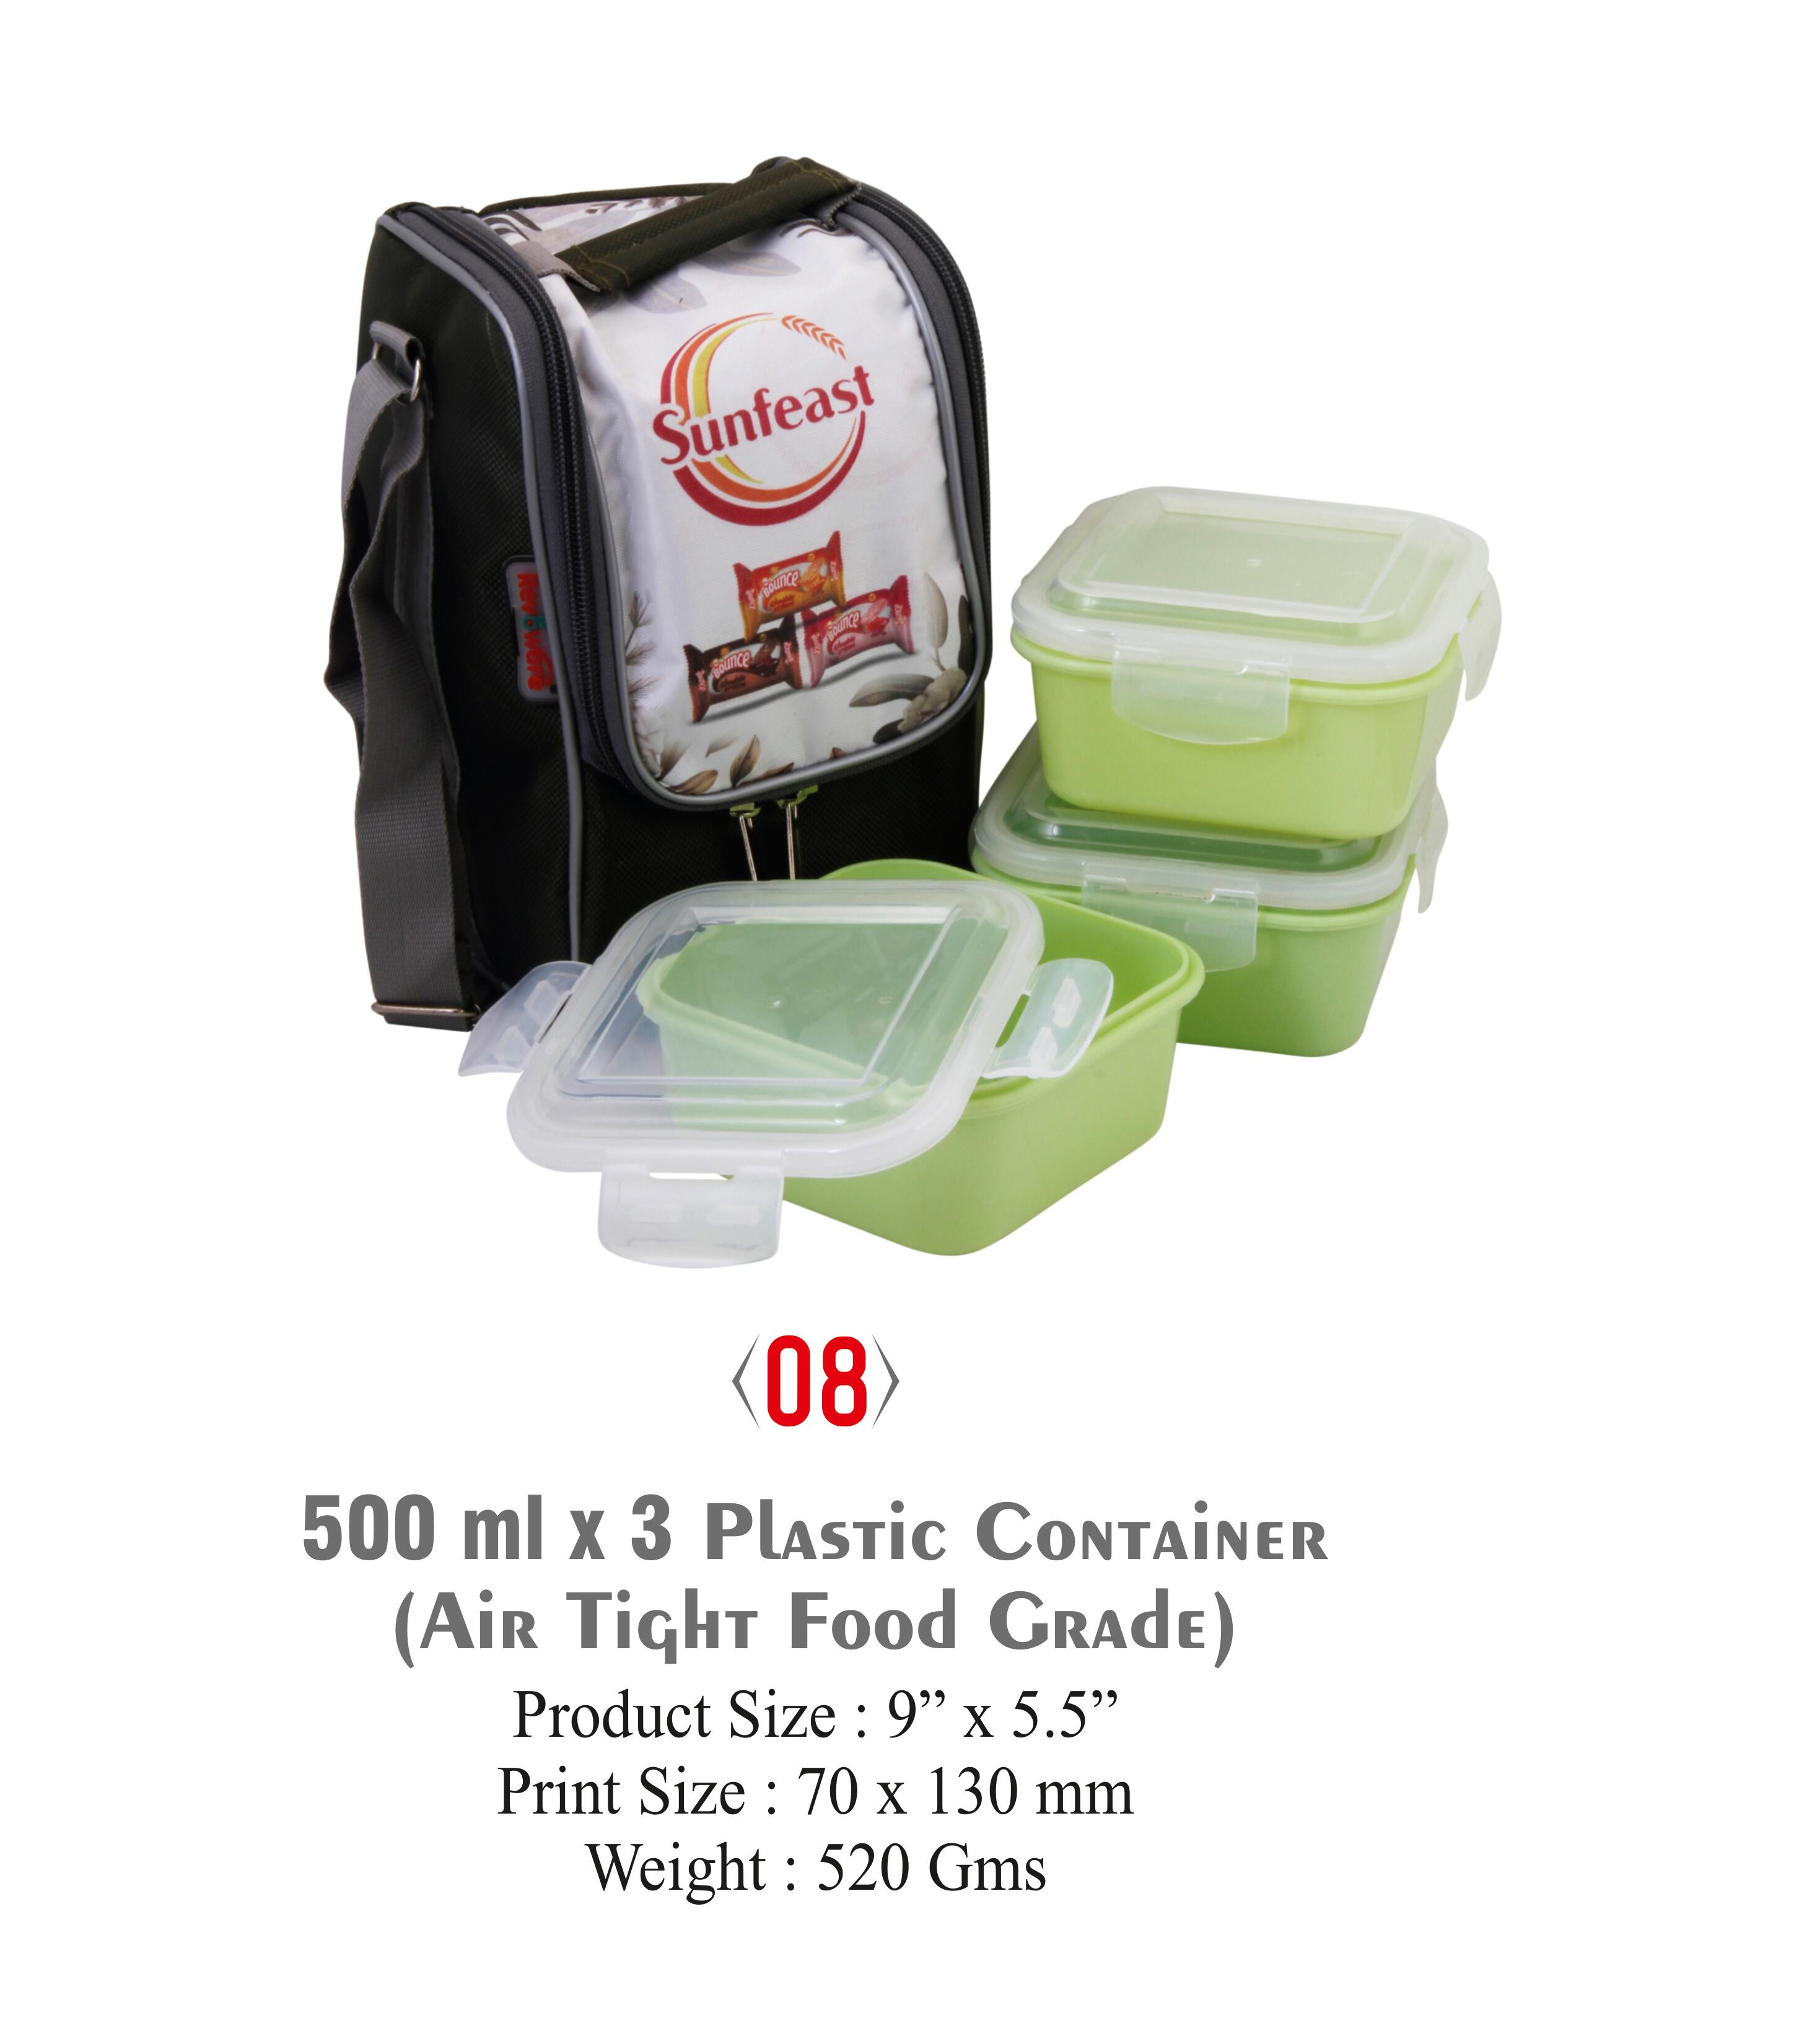 Sunfeast
BOUNCE
BOUNCE
BOUNCE
08
500 ml x 3 Plastic Container
(Air Tight Food Grade)
Product Size : 9” x 5.5”
Print Size : 70 x 130 mm
Weight : 520 Gms